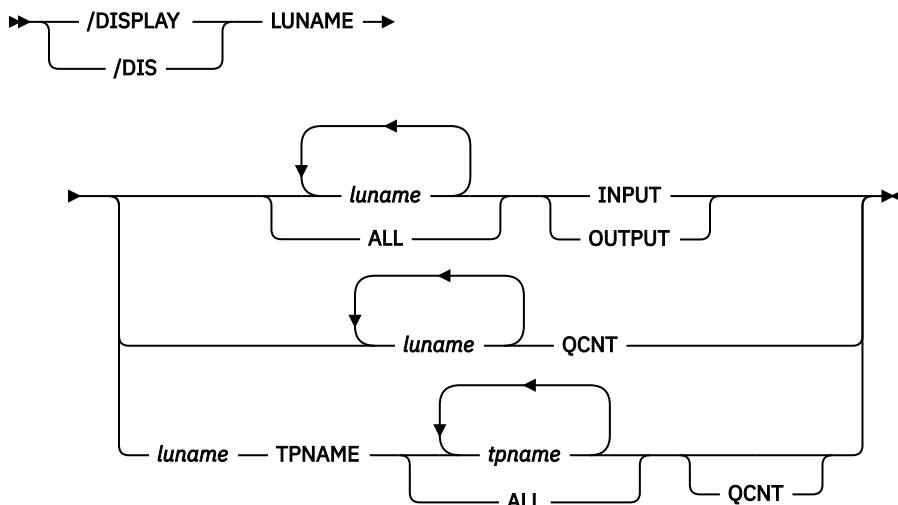 /DISPLAY LUNAME
/DIS
luname INPUT
ALL OUTPUT
luname QCNT
luname TPNAME tpname
ALL QCNT